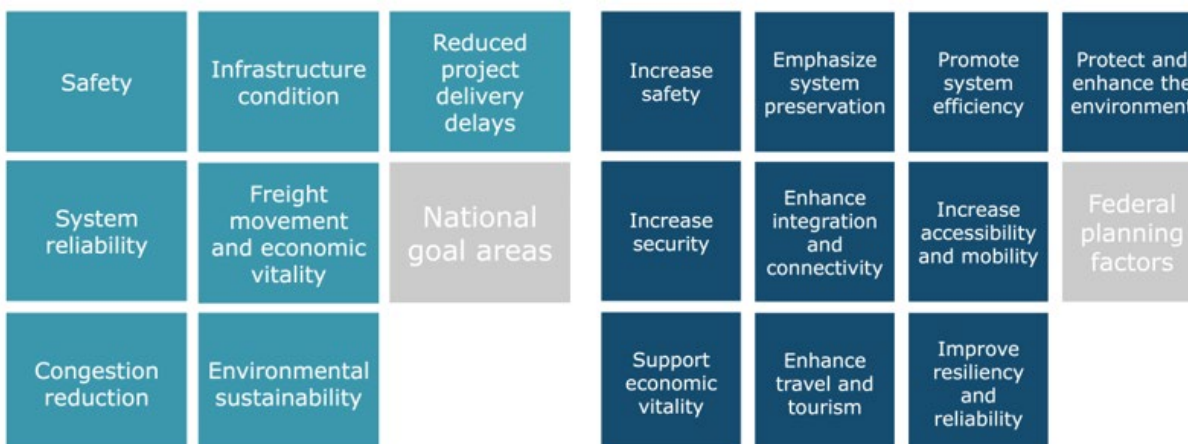 Safety
Infrastructure
condition
Reduced
project
delivery
delays
System
reliability
Freight
movement
and economic
vitality
National
goal areas
Congestion
reduction
Environmental
sustainability
Increase
safety
Emphasize
system
preservation
Promote
system
efficiency
Protect and
enhance the
environment
Increase
security
Enhance
integration
and
connectivity
Increase
accessibility
and mobility
Federal
planning
factors
Support
economic
vitality
Enhance
travel and
tourism
Improve
resiliency
and
reliability